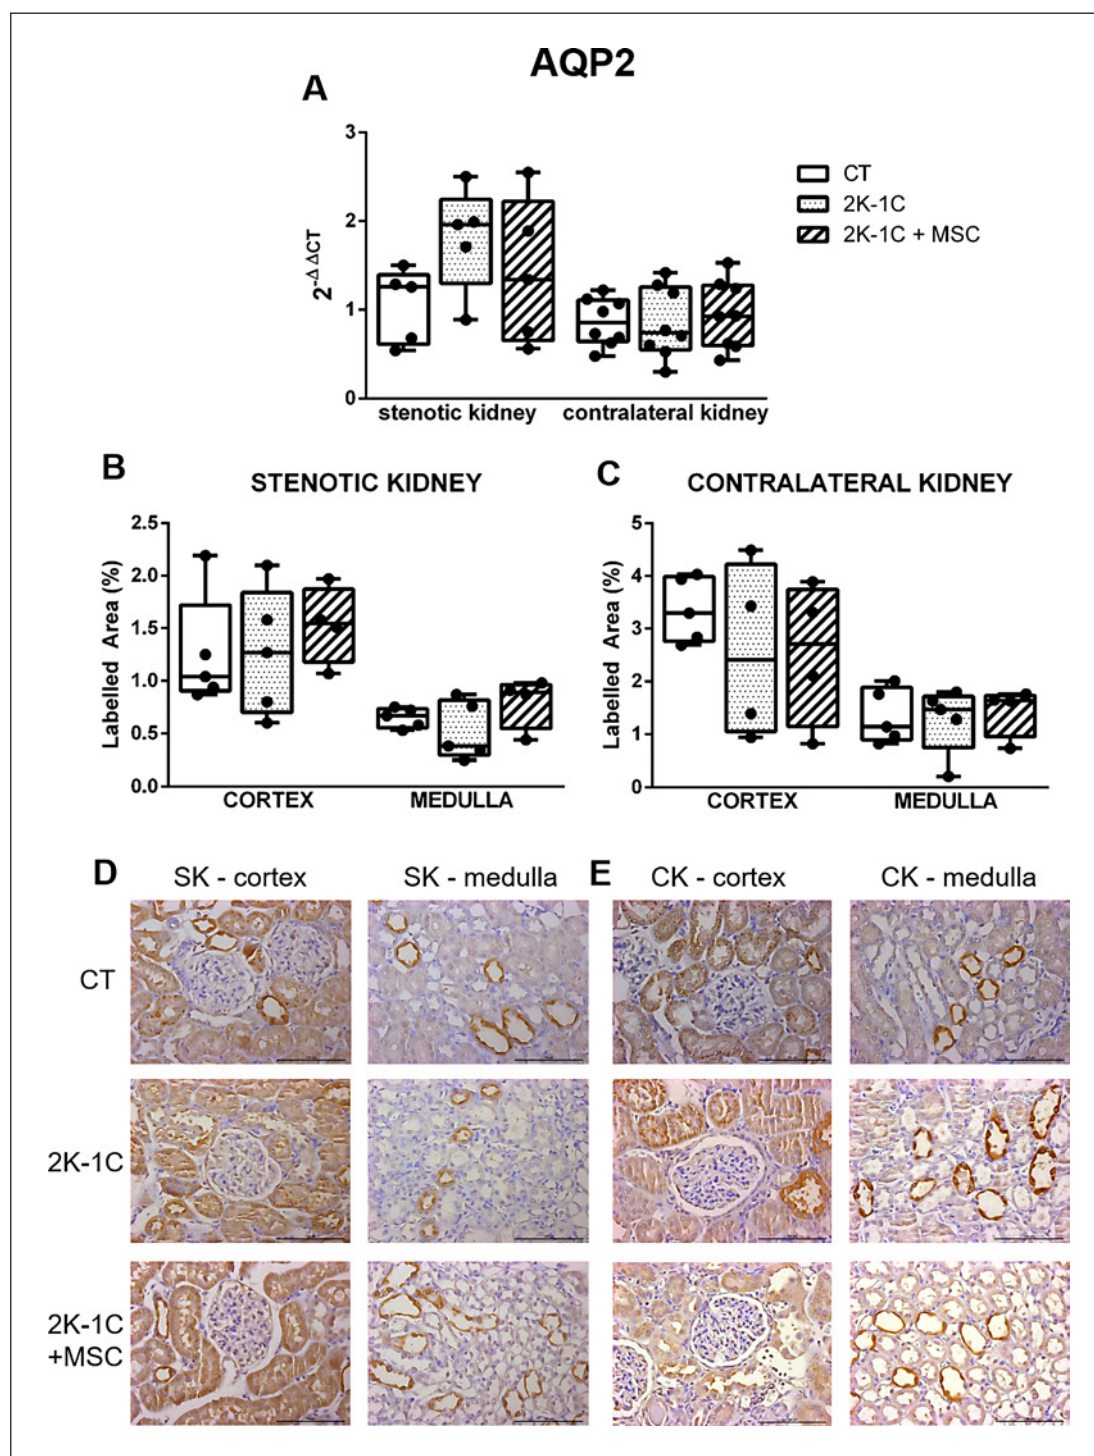 AQP2
A
3
2
1
0
2^-Δ ΔCT
CT
2K-1C
2K-1C + MSC
stenotic kidney
contralateral kidney
B
STENOTIC KIDNEY
2.5
2.0
1.5
1.0
0.5
0.0
Labelled Area (%)
CORTEX
MEDULLA
C
CONTRALATERAL KIDNEY
5
4
3
2
1
0
Labelled Area (%)
CORTEX
MEDULLA
D
SK - cortex
SK - medulla
E
CK - cortex
CK - medulla
CT
2K-1C
2K-1C
+MSC